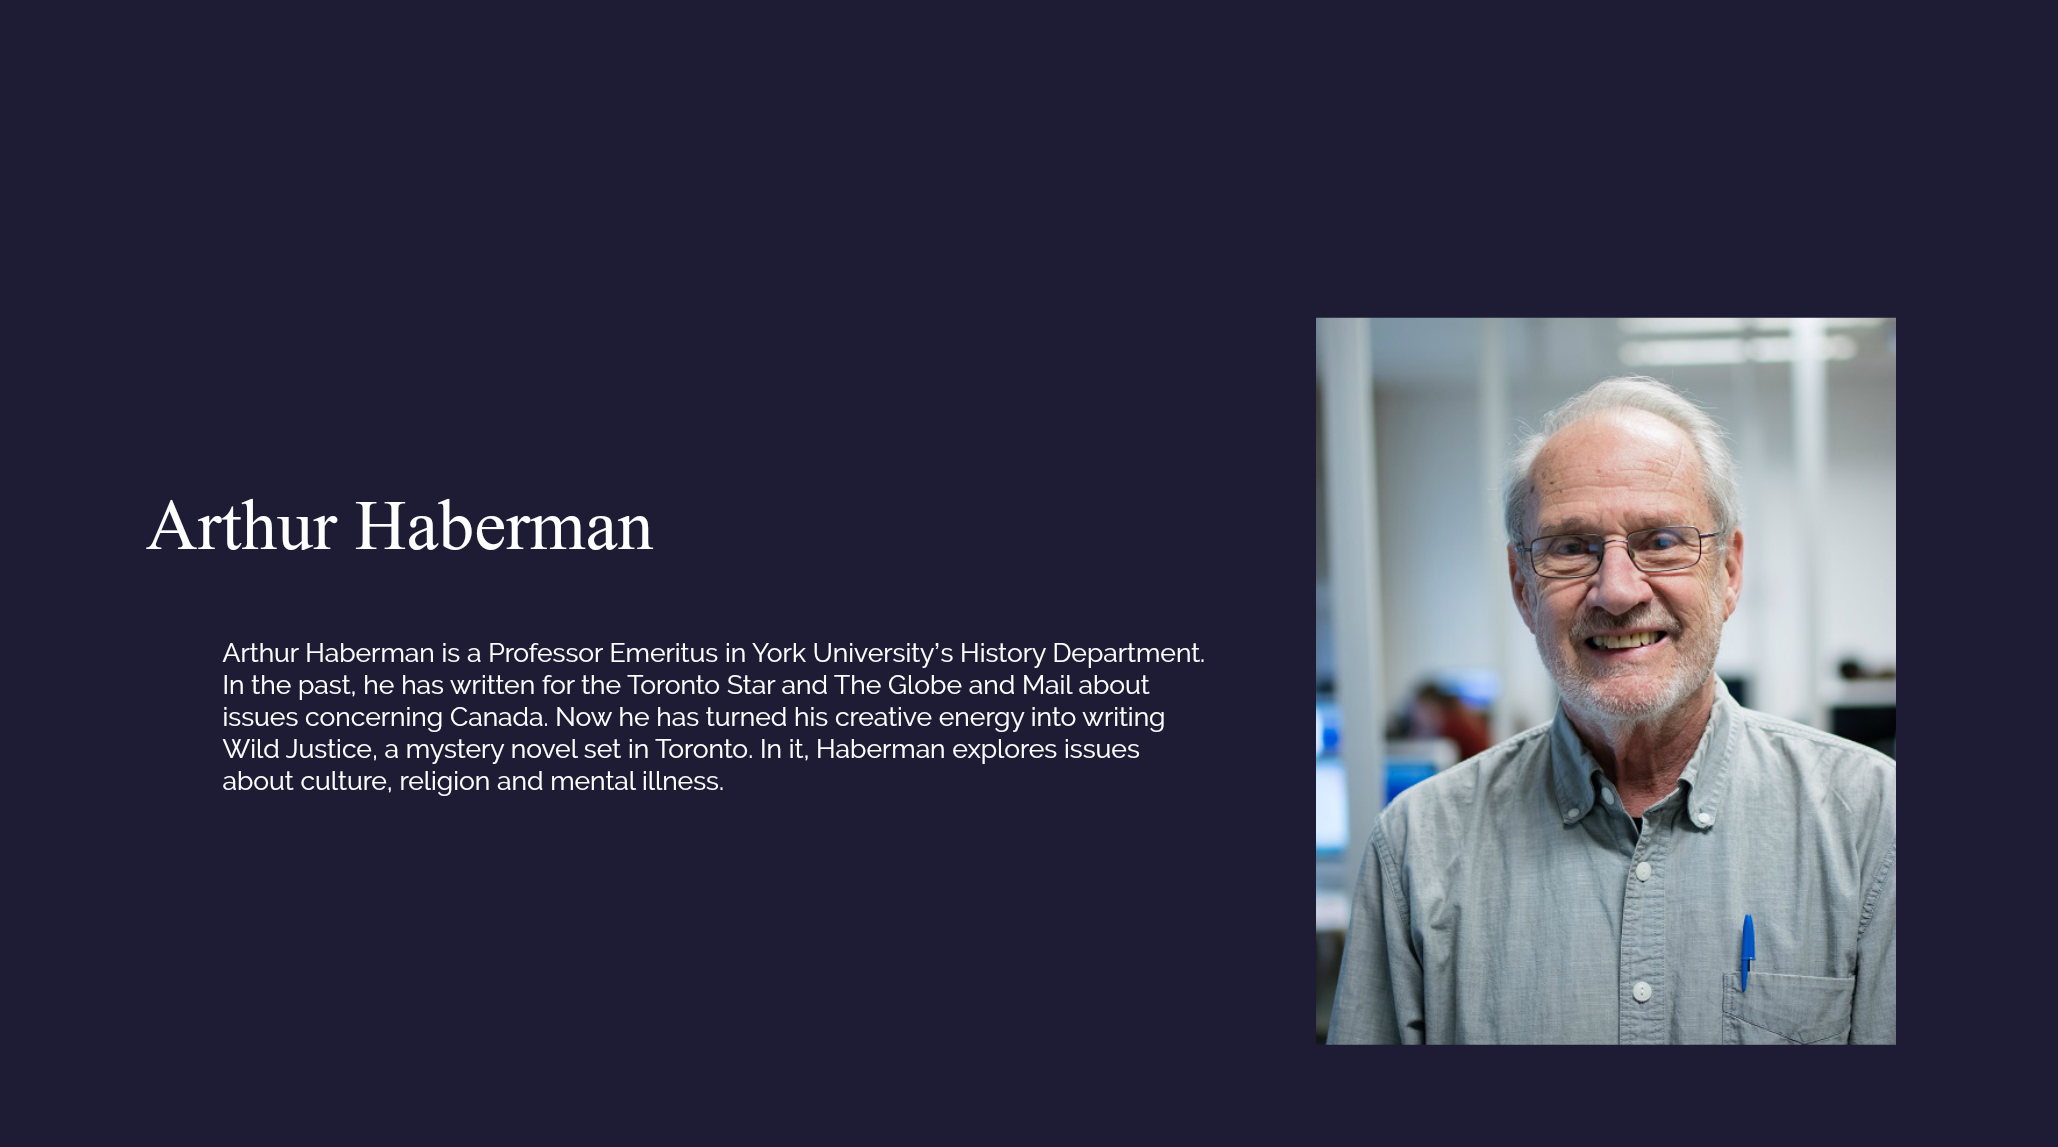 Arthur Haberman
Arthur Haberman is a Professor Emeritus in York University’s History Department.
In the past, he has written for the Toronto Star and The Globe and Mail about
issues concerning Canada. Now he has turned his creative energy into writing
Wild Justice, a mystery novel set in Toronto. In it, Haberman explores issues
about culture, religion and mental illness.